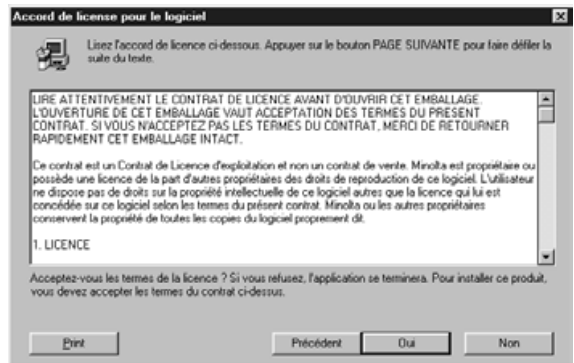 Accord de license pour le logiciel
Lisez l'accord de licence ci-dessous. Appuyer sur le bouton PAGE SUIVANTE pour faire défiler la
suite du texte.
LIRE ATTENTIVEMENT LE CONTRAT DE LICENCE AVANT D'OUVRIR CET EMBALLAGE.
L'OUVERTURE DE CET EMBALLAGE VAUT ACCEPTATION DES TERMES DU PRESENT
CONTRAT. SI VOUS N'ACCEPTEZ PAS LES TERMES DU CONTRAT, MERCI DE RETOURNER
RAPIDEMENT CET EMBALLAGE INTACT.
Ce contrat est un Contrat de Licence d'exploitation et non un contrat de vente. Minolta est propriétaire ou
possède une licence de la part d'autres propriétaires des droits de reproduction de ce logiciel. L'utilisateur
ne dispose pas de droits sur la propriété intellectuelle de ce logiciel autres que la licence qui lui est
concédée sur ce logiciel selon les termes du présent contrat. Minolta ou les autres propriétaires
conservent la propriété de toutes les copies du logiciel proprement dit.
1. LICENCE
Acceptez-vous les termes de la licence ? Si vous refusez, l'application se terminera. Pour installer ce produit,
vous devez accepter les termes du contrat ci-dessus.
Print Précédent Oui Non